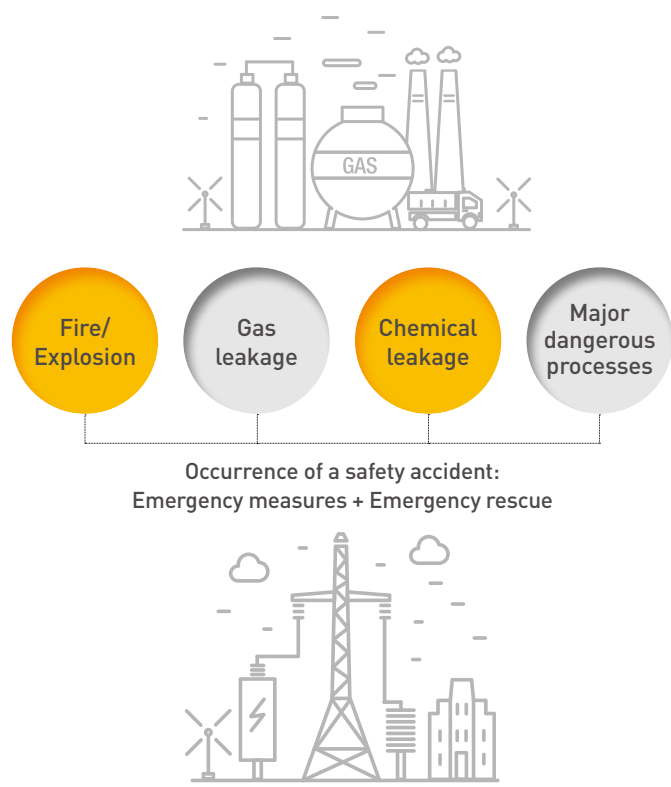 GAS
Fire/
Explosion
Gas
leakage
Chemical
leakage
Major
dangerous
processes
Occurrence of a safety accident:
Emergency measures + Emergency rescue